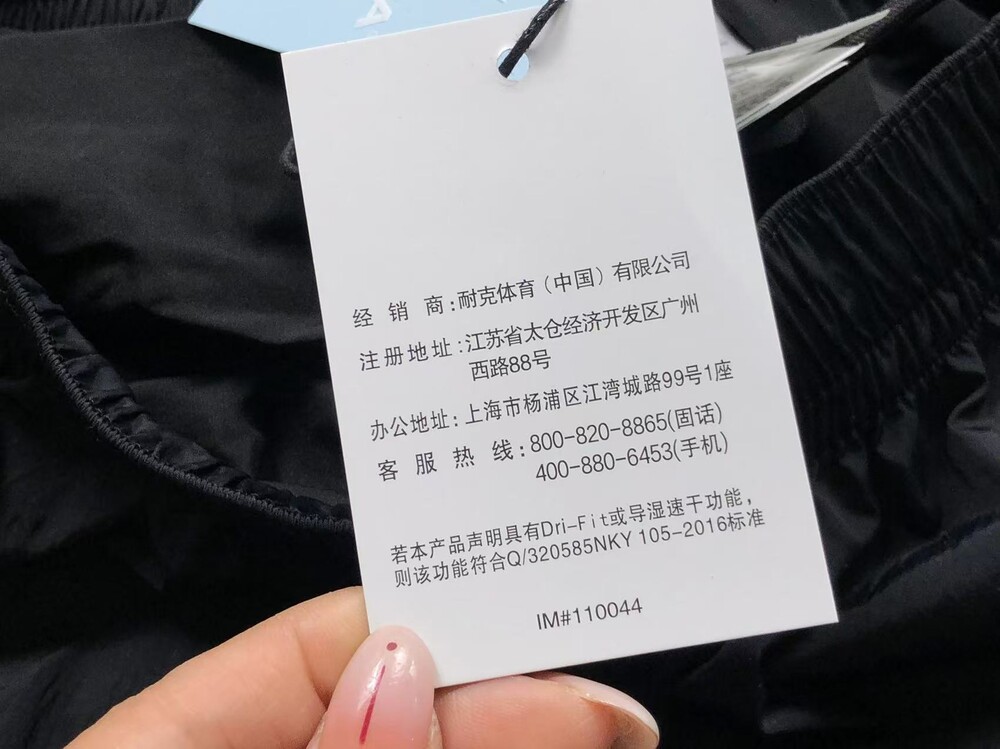 经销商:耐克体育（中国）有限公司
注册地址:江苏省太仓经济开发区广州
西路88号
办公地址:上海市杨浦区江湾城路99号1座
客服热线:800-820-8865(固话)
400-880-6453(手机)
若本产品声明具有Dri-Fit或导湿速干功能，
则该功能符合Q/320585NKY 105-2016标准
IM#110044